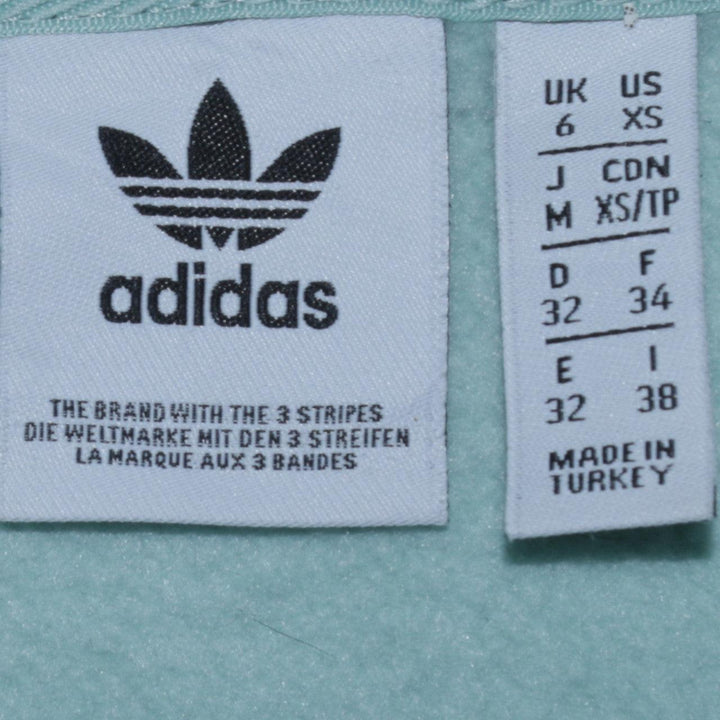 adidas
THE BRAND WITH THE 3 STRIPES
DIE WELTMARKE MIT DEN 3 STREIFEN
LA MARQUE AUX 3 BANDES
UK US
6 XS
J CDN
M XS/TP
D F
32 34
E I
32 38
MADE IN
TURKEY